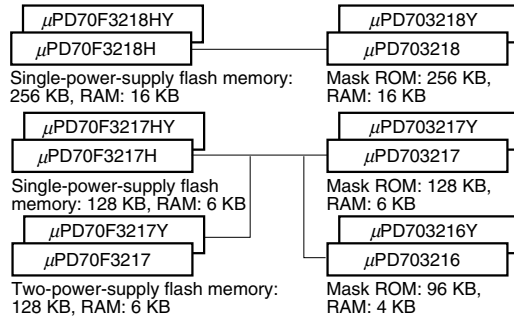 μPD70F3218HY
μPD70F3218H
Single-power-supply flash memory:
256 KB, RAM: 16 KB
μPD703218Y
μPD703218
Mask ROM: 256 KB,
RAM: 16 KB
μPD70F3217HY
μPD70F3217H
Single-power-supply flash
memory: 128 KB, RAM: 6 KB
μPD703217Y
μPD703217
Mask ROM: 128 KB,
RAM: 6 KB
μPD70F3217Y
μPD70F3217
Two-power-supply flash memory:
128 KB, RAM: 6 KB
μPD703216Y
μPD703216
Mask ROM: 96 KB,
RAM: 4 KB